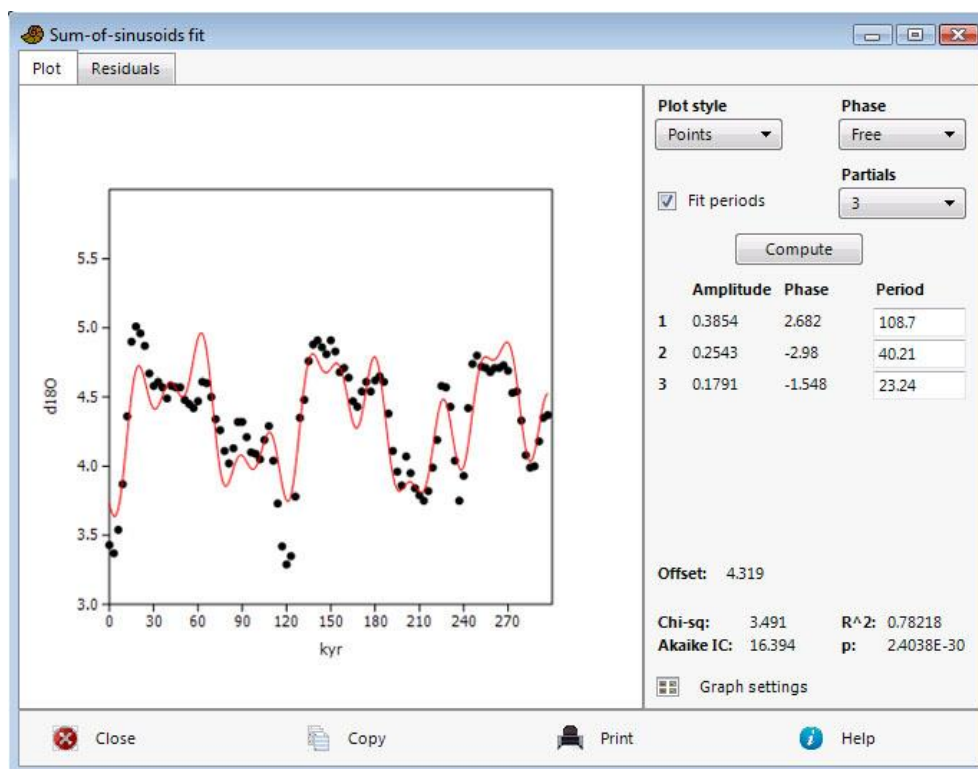 Sum-of-sinusoids fit
Plot Residuals
Plot style Phase
Points Free
Partials
Fit periods 3
Compute
Amplitude Phase Period
1 0.3854 2.682 108.7
2 0.2543 -2.98 40.21
3 0.1791 -1.548 23.24
5.5
5.0
4.5
4.0
3.5
3.0
d18O
0 30 60 90 120 150 180 210 240 270
kyr
Offset: 4.319
Chi-sq: 3.491 R^2: 0.78218
Akaike IC: 16.394 p: 2.4038E-30
Graph settings
Close Copy Print Help